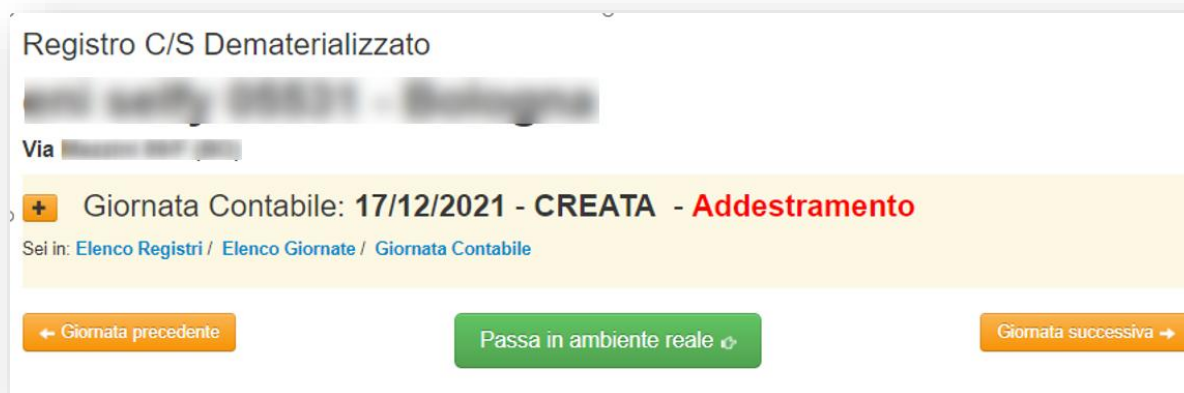 Registro C/S Dematerializzato
Via
+ Giornata Contabile: 17/12/2021 - CREATA - Addestramento
Sei in: Elenco Registri / Elenco Giornate / Giornata Contabile
← Giornata precedente
Passa in ambiente reale
Giornata successiva →